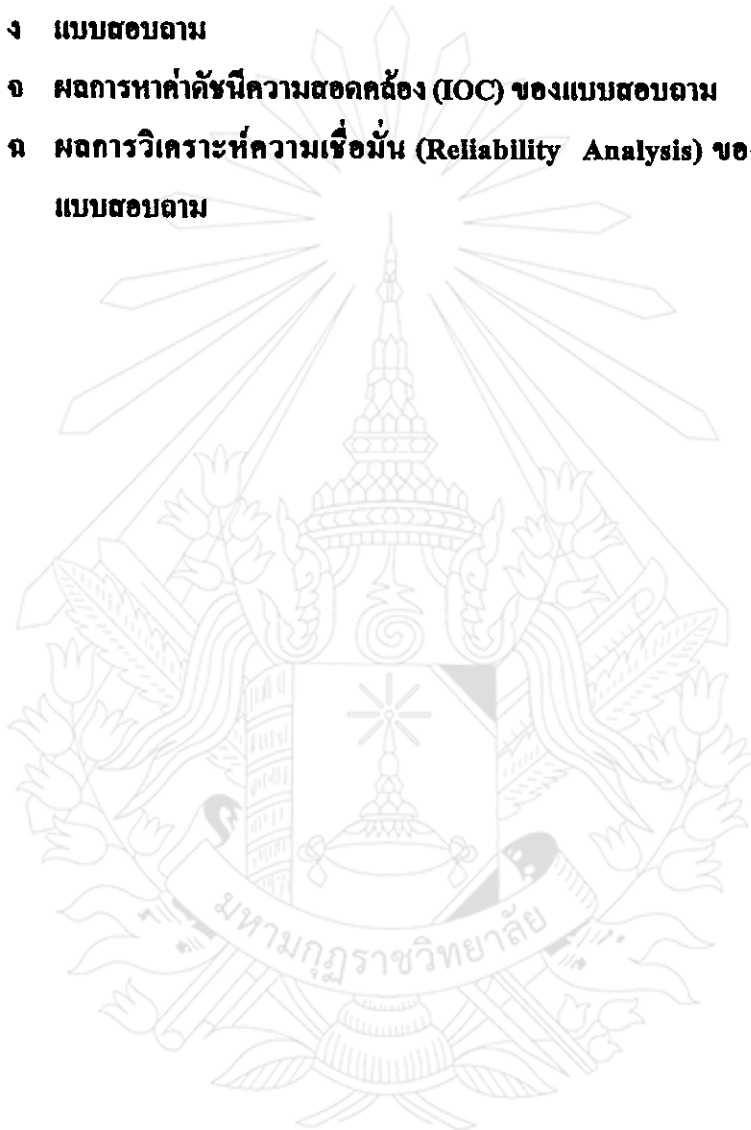 ง แบบสอบถาม
จ ผลการหาค่าดัชนีความสอดคล้อง (IOC) ของแบบสอบถาม
ฉ ผลการวิเคราะห์ความเชื่อมั่น (Reliability Analysis) ขอ
แบบสอบถาม
มหามกุฏราชวิทยาลัย